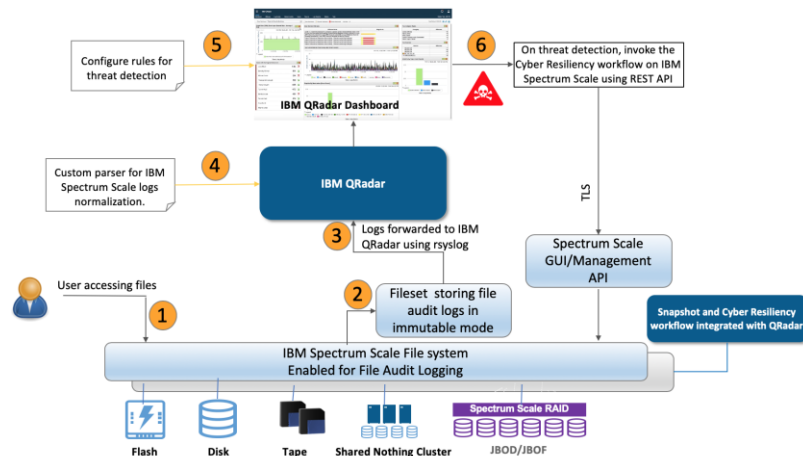 5
Configure rules for
threat detection
IBM QRadar Dashboard
6
On threat detection, invoke the
Cyber Resiliency workflow on IBM
Spectrum Scale using REST API
4
Custom parser for IBM
Spectrum Scale logs
normalization.
IBM QRadar
TLS
3
Logs forwarded to IBM
QRadar using rsyslog
Spectrum Scale
GUI/Management
API
User accessing files
1
2
Fileset storing file
audit logs in
immutable mode
Snapshot and Cyber Resiliency
workflow integrated with QRadar
IBM Spectrum Scale File system
Enabled for File Audit Logging
Flash
Disk
Tape
Shared Nothing Cluster
Spectrum Scale RAID
JBOD/JBOF